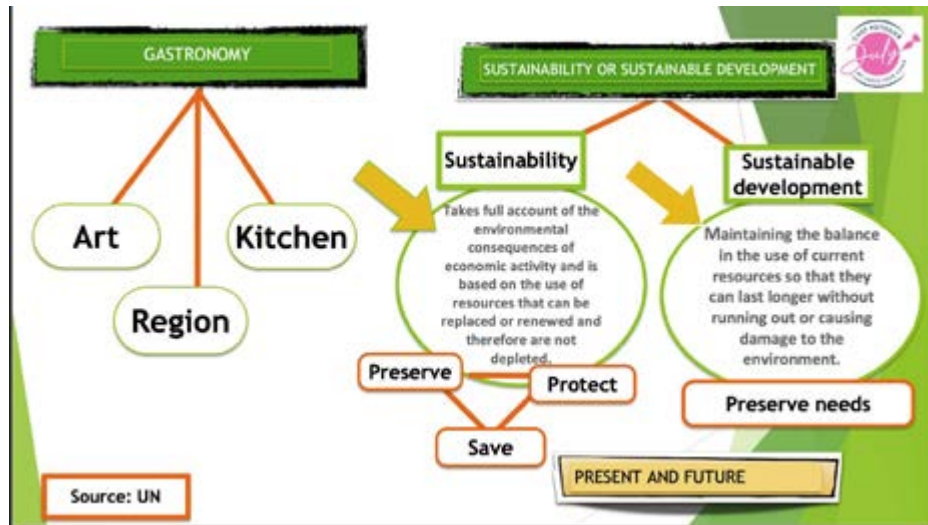 GASTRONOMY
Art
Kitchen
Region
SUSTAINABILITY OR SUSTAINABLE DEVELOPMENT
Sustainability
Takes full account of the
environmental
consequences of
economic activity and is
based on the use of
resources that can be
replaced or renewed and
therefore are not
depleted.
Preserve
Protect
Save
Sustainable
development
Maintaining the balance
in the use of current
resources so that they
can last longer without
running out or causing
damage to the
environment.
Preserve needs
PRESENT AND FUTURE
Source: UN